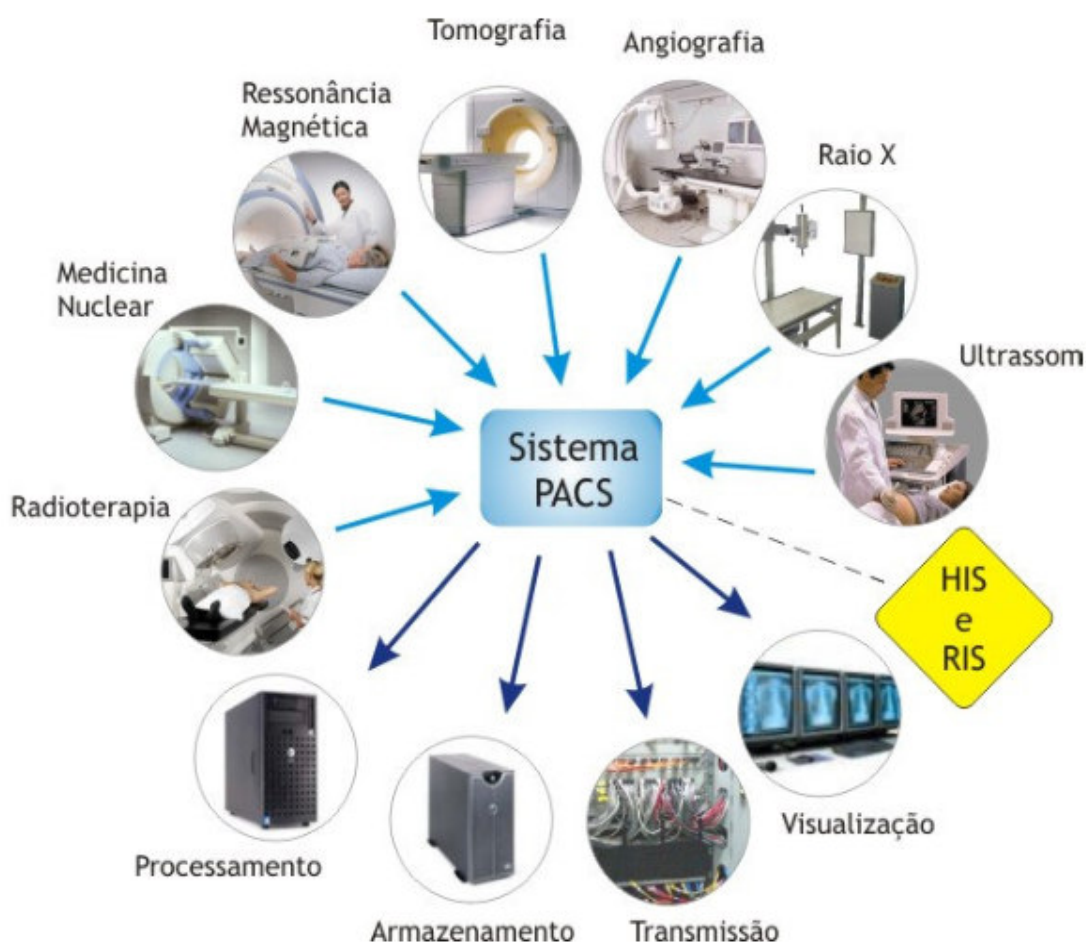 Tomografia
Angiografia
Ressonância
Magnética
Raio X
Medicina
Nuclear
Ultrassom
Sistema
PACS
Radioterapia
HIS
e
RIS
Visualização
Processamento
Armazenamento
Transmissão